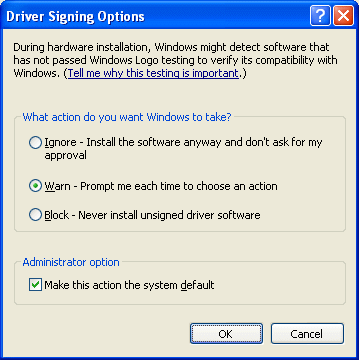 Driver Signing Options
During hardware installation, Windows might detect software that
has not passed Windows Logo testing to verify its compatibility with
Windows. (Tell me why this testing is important.)
What action do you want Windows to take?
Ignore - Install the software anyway and don't ask for my
approval
Warn - Prompt me each time to choose an action
Block - Never install unsigned driver software
Administrator option
Make this action the system default
OK
Cancel